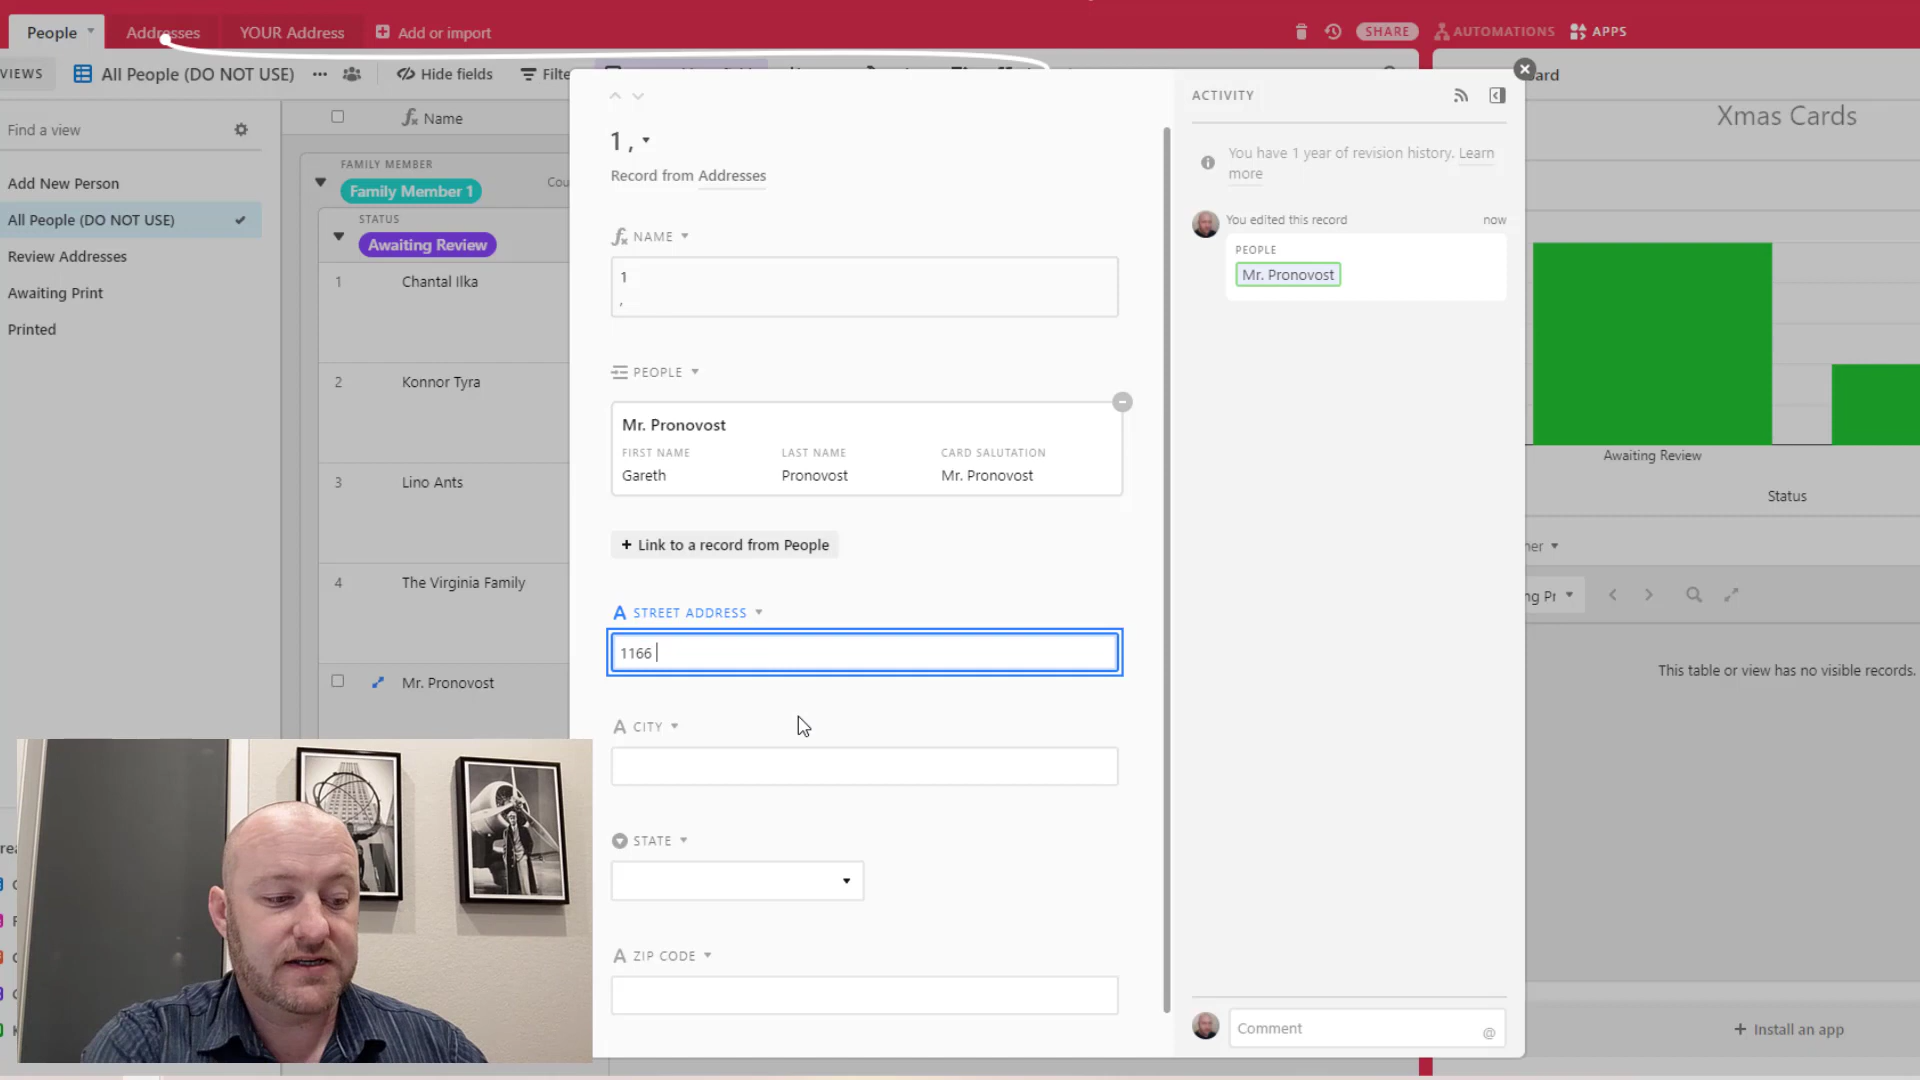 People
Addresses
YOUR Address
Add or import
SHARE
AUTOMATIONS
APPS
VIEWS
All People (DO NOT USE)
Hide fields
ACTIVITY
Find a view
Name
1 ,
Record from Addresses
Xmas Cards
You have 1 year of revision history. Learn
more
FAMILY MEMBER
Family Member 1
Add New Person
All People (DO NOT USE)
STATUS
Awaiting Review
NAME
1
,
You edited this record
now
PEOPLE
Mr. Pronovost
Review Addresses
Awaiting Print
Printed
1
Chantal Ilka
2
Konnor Tyra
3
Lino Ants
4
The Virginia Family
Mr. Pronovost
PEOPLE
Mr. Pronovost
FIRST NAME
LAST NAME
CARD SALUTATION
Gareth
Pronovost
Mr. Pronovost
+ Link to a record from People
STREET ADDRESS
1166
CITY
STATE
ZIP CODE
Awaiting Review
Status
This table or view has no visible records.
Comment
@
+ Install an app